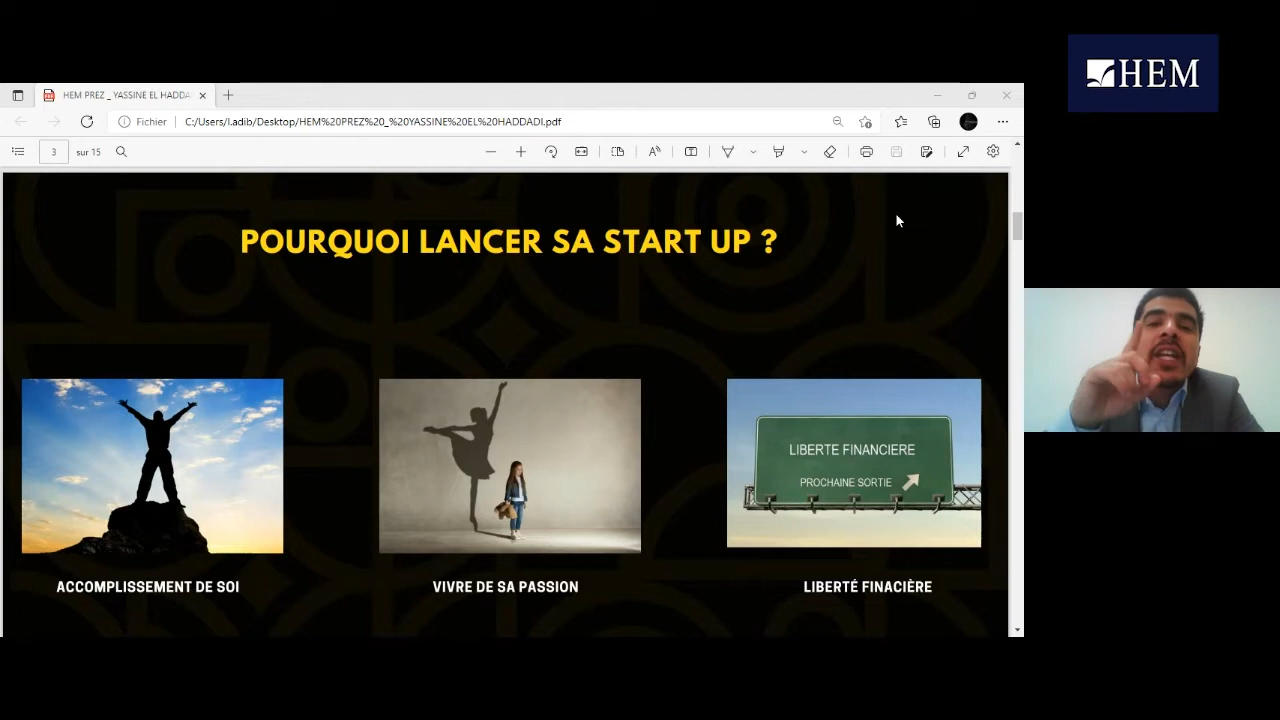 HEM
HEM PREZ _ YASSINE EL HADDA
Fichier
C:/Users/l.adib/Desktop/HEM%20PREZ%20_%20YASSINE%20EL%20HADDADI.pdf
3 sur 15
POURQUOI LANCER SA START UP ?
LIBERTE FINANCIERE
PROCHAINE SORTIE
ACCOMPLISSEMENT DE SOI
VIVRE DE SA PASSION
LIBERTÉ FINACIÈRE